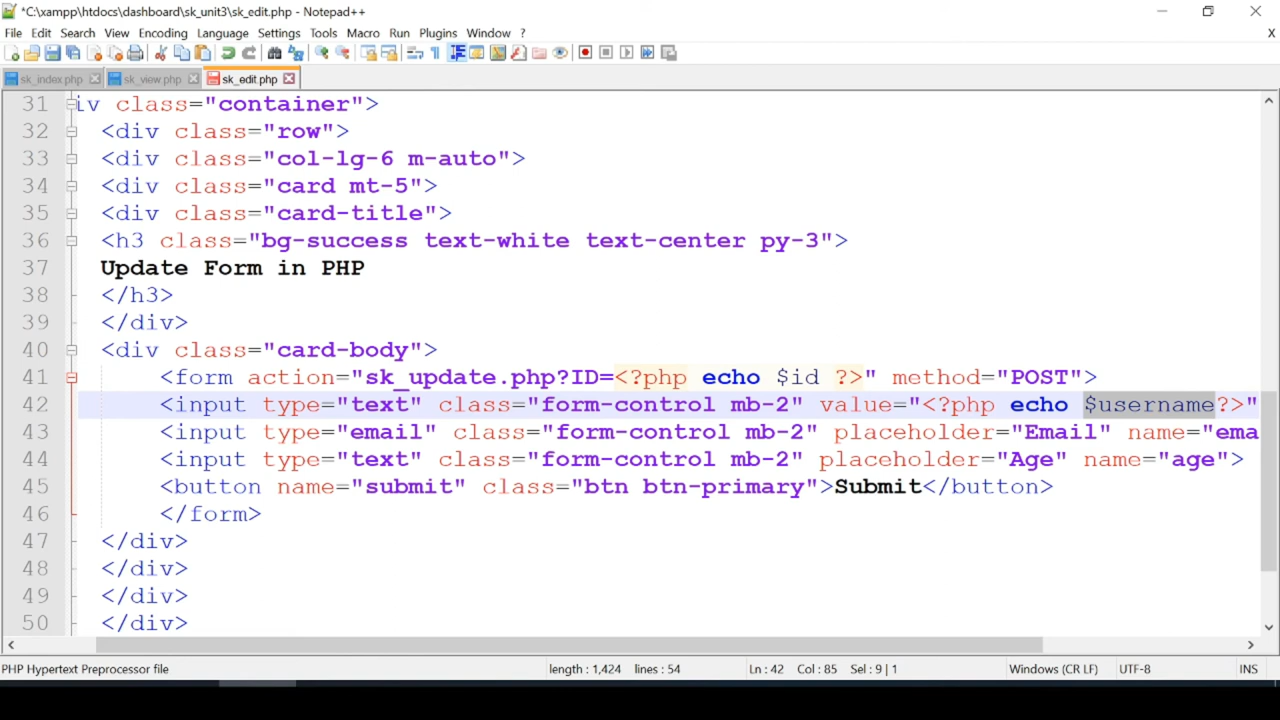 *C:\xampp\htdocs\dashboard\sk_unit3\sk_edit.php - Notepad++
File Edit Search View Encoding Language Settings Tools Macro Run Plugins Window ? X
sk_index.php sk_view.php sk_edit.php
31 iv class="container">
32 <div class="row">
33 <div class="col-lg-6 m-auto">
34 <div class="card mt-5">
35 <div class="card-title">
36 <h3 class="bg-success text-white text-center py-3">
37 Update Form in PHP
38 </h3>
39 </div>
40 <div class="card-body">
41 <form action="sk_update.php?ID=<?php echo $id ?>" method="POST">
42 <input type="text" class="form-control mb-2" value="<?php echo $username?>"
43 <input type="email" class="form-control mb-2" placeholder="Email" name="ema
44 <input type="text" class="form-control mb-2" placeholder="Age" name="age">
45 <button name="submit" class="btn btn-primary">Submit</button>
46 </form>
47 </div>
48 </div>
49 </div>
50 </div>
PHP Hypertext Preprocessor file length : 1,424 lines : 54 Ln : 42 Col : 85 Sel : 9 | 1 Windows (CR LF) UTF-8 INS